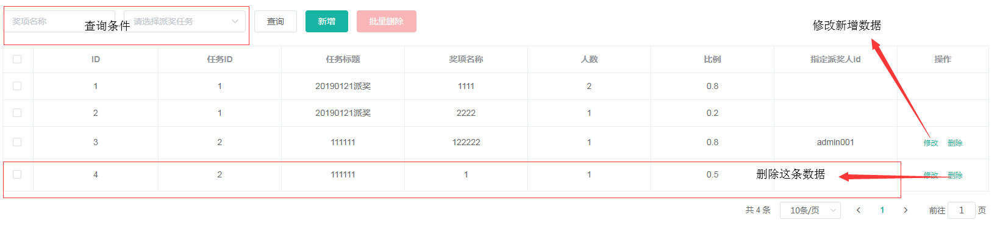 奖项名称 查询条件 请选择派奖任务 查询 新增 批量删除
修改新增数据
ID 任务ID 任务标题 奖项名称 人数 比例 指定派奖人id 操作
1 1 20190121派奖 1111 2 0.8
2 1 20190121派奖 2222 1 0.2
3 2 111111 122222 1 0.8 admin001 修改 删除
4 2 111111 1 1 0.5 删除这条数据 修改 删除
共 4 条 10条/页 1 前往 1 页